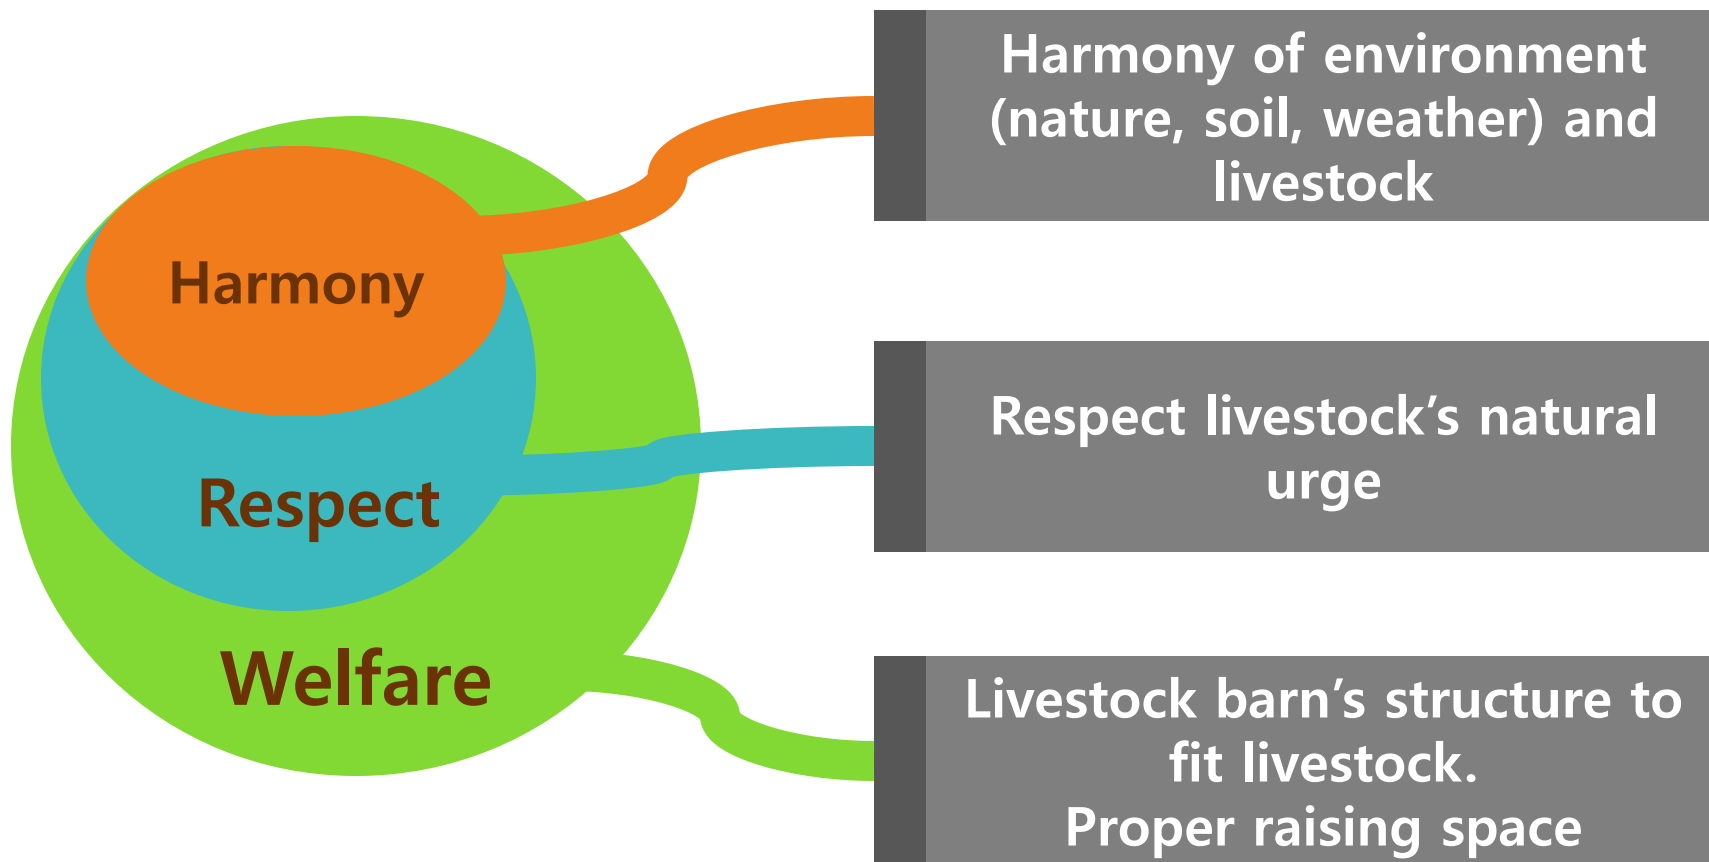 Harmony of environment
(nature, soil, weather) and
livestock
Harmony
Respect livestock’s natural
urge
Respect
Welfare
Livestock barn’s structure to
fit livestock.
Proper raising space